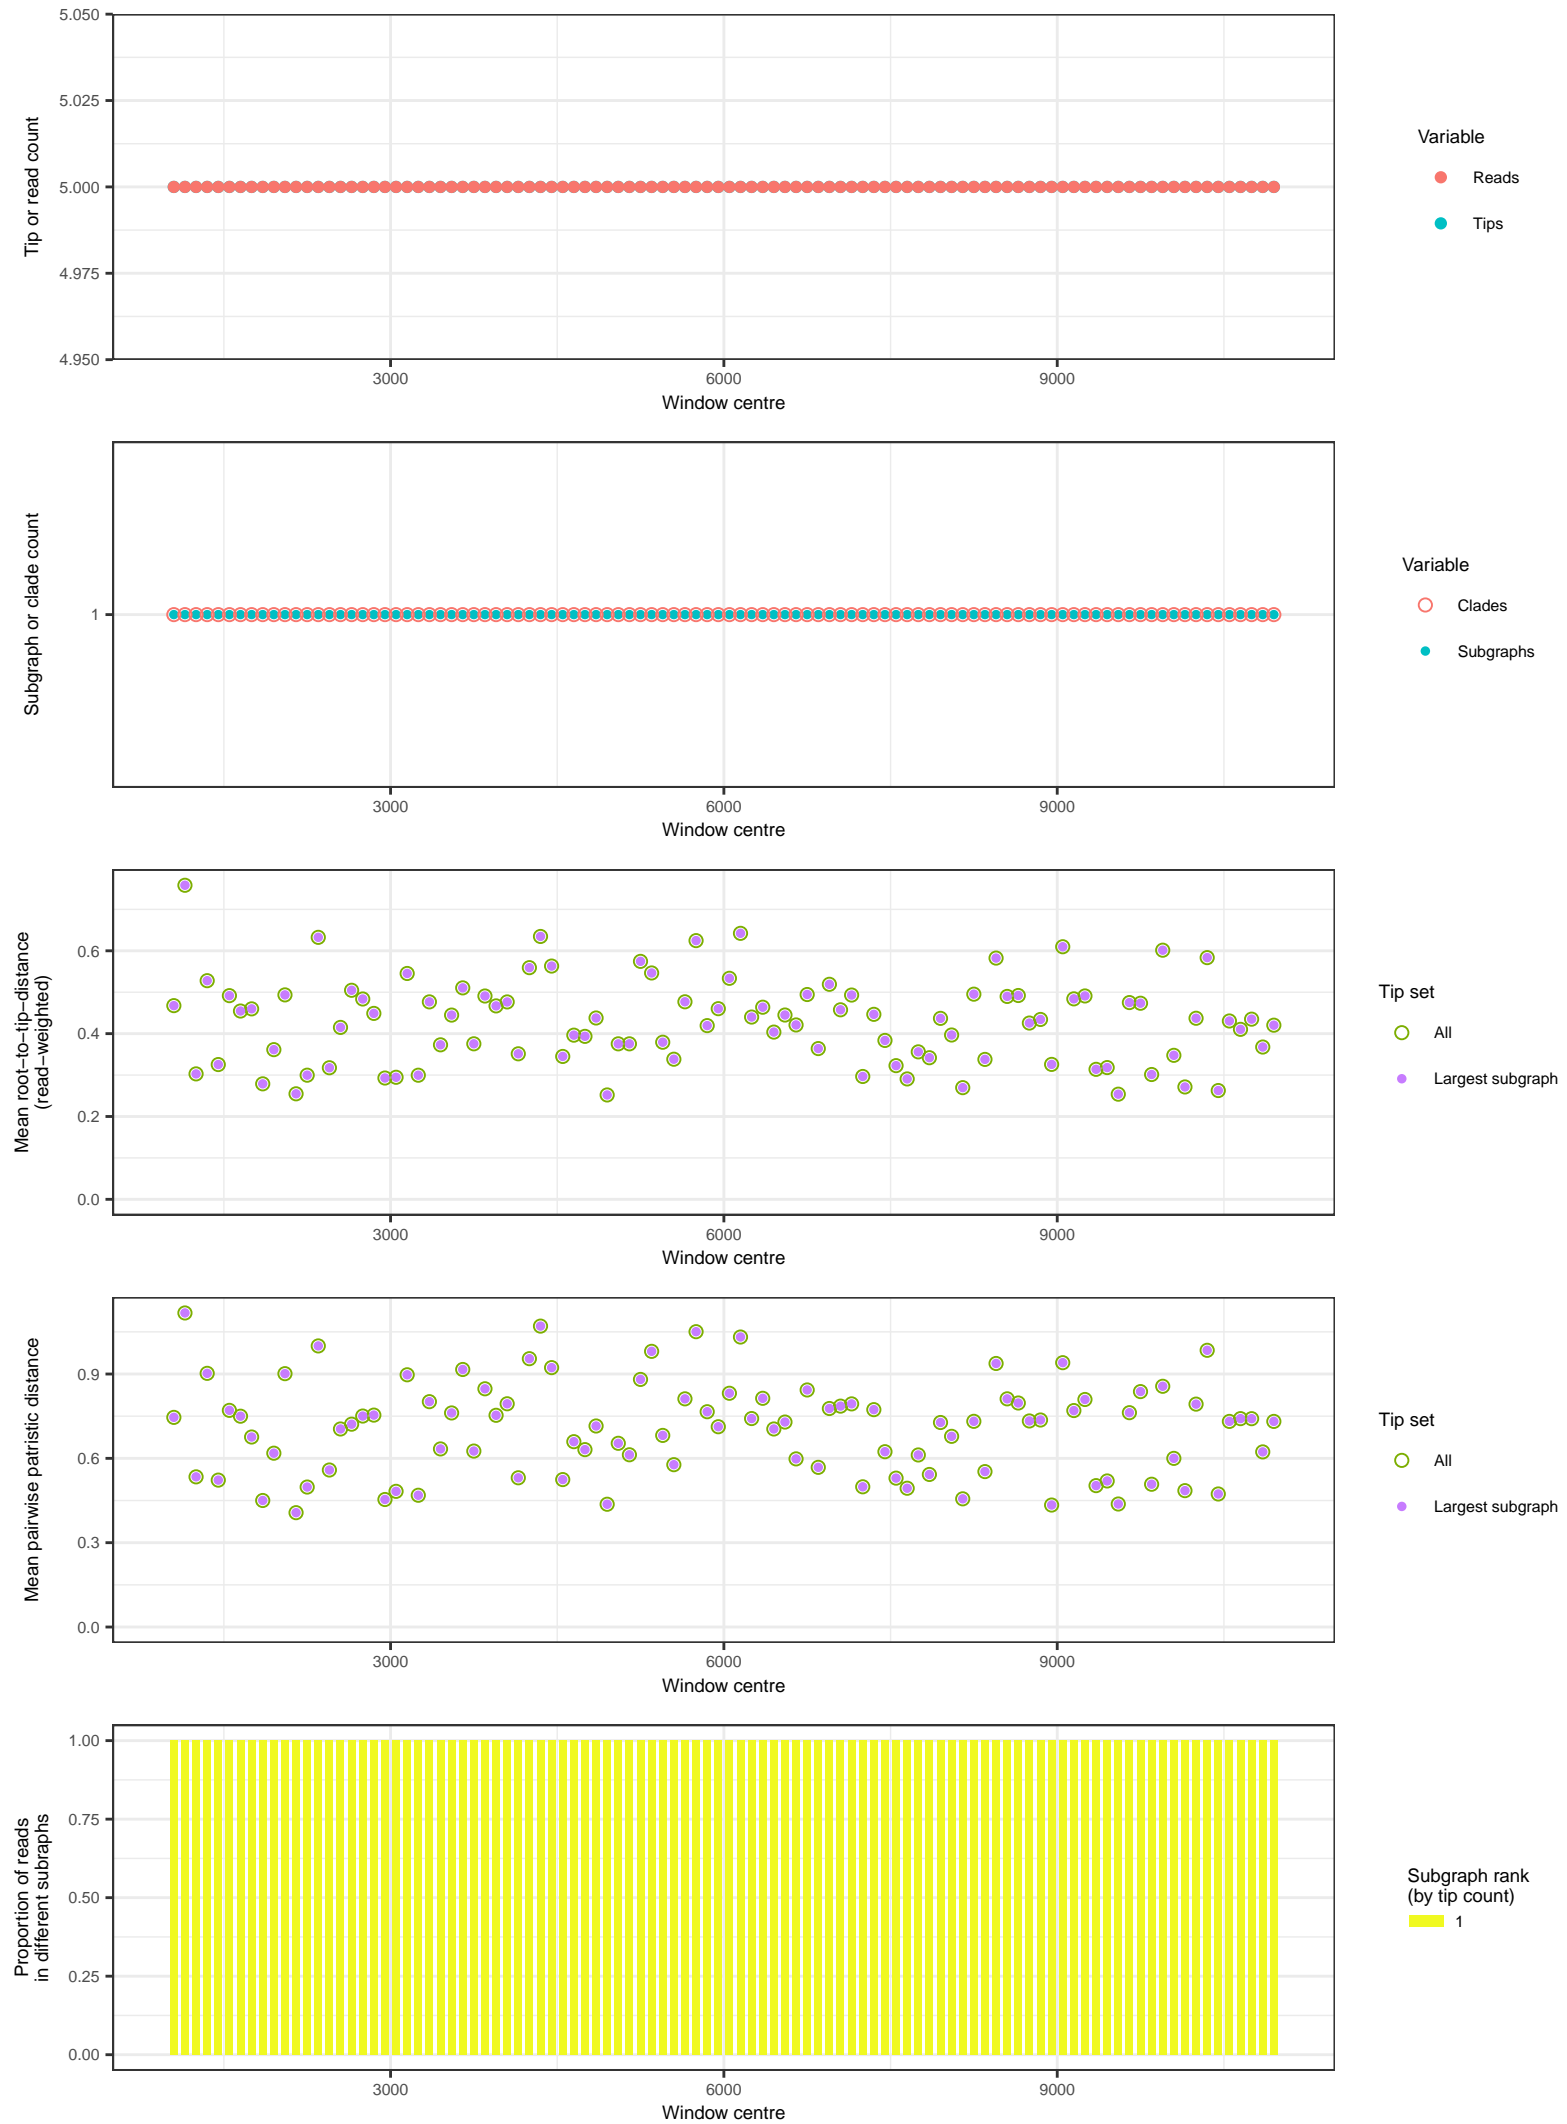 5.050
5.025
5.000
4.975
4.950
Tip or read count
3000
6000
9000
Window centre
Variable
Reads
Tips
1
Subgraph or clade count
3000
6000
9000
Window centre
Variable
Clades
Subgraphs
0.6
0.4
0.2
0.0
Mean root−to−tip−distance
(read−weighted)
3000
6000
9000
Window centre
Tip set
All
Largest subgraph
0.9
0.6
0.3
0.0
Mean pairwise patristic distance
3000
6000
9000
Window centre
Tip set
All
Largest subgraph
1.00
0.75
0.50
0.25
0.00
Proportion of reads
in different subraphs
3000
6000
9000
Window centre
Subgraph rank
(by tip count)
1